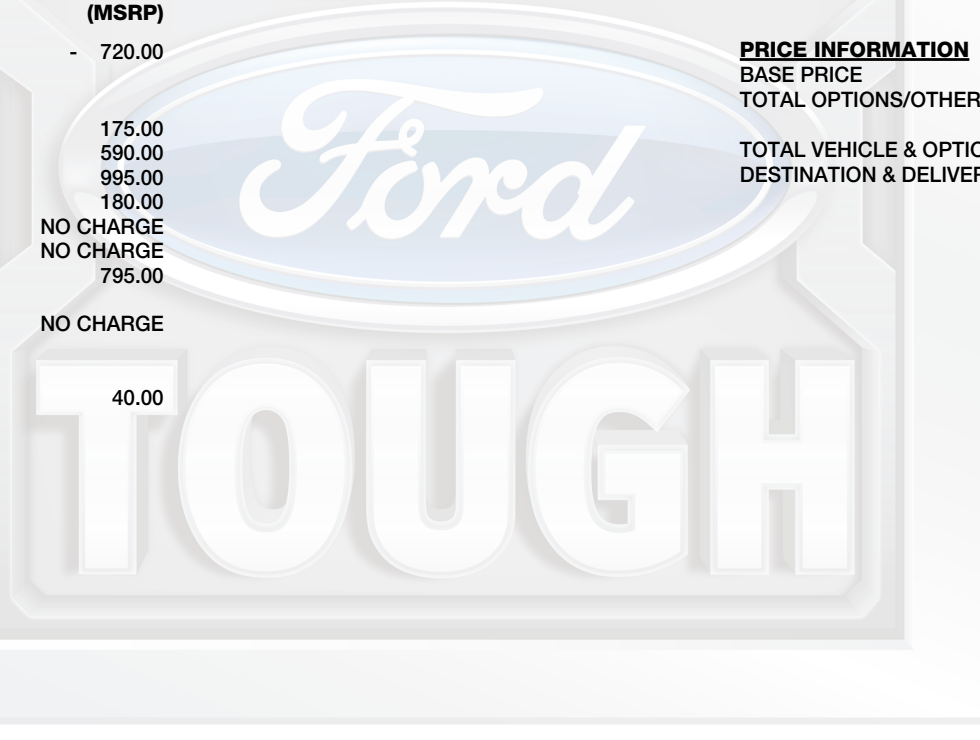 (MSRP)
- 720.00
175.00
590.00
995.00
180.00
NO CHARGE
NO CHARGE
795.00
NO CHARGE
40.00
PRICE INFORMATION
BASE PRICE
TOTAL OPTIONS/OTHER
TOTAL VEHICLE & OPTIO
DESTINATION & DELIVER
Ford
TOUGH